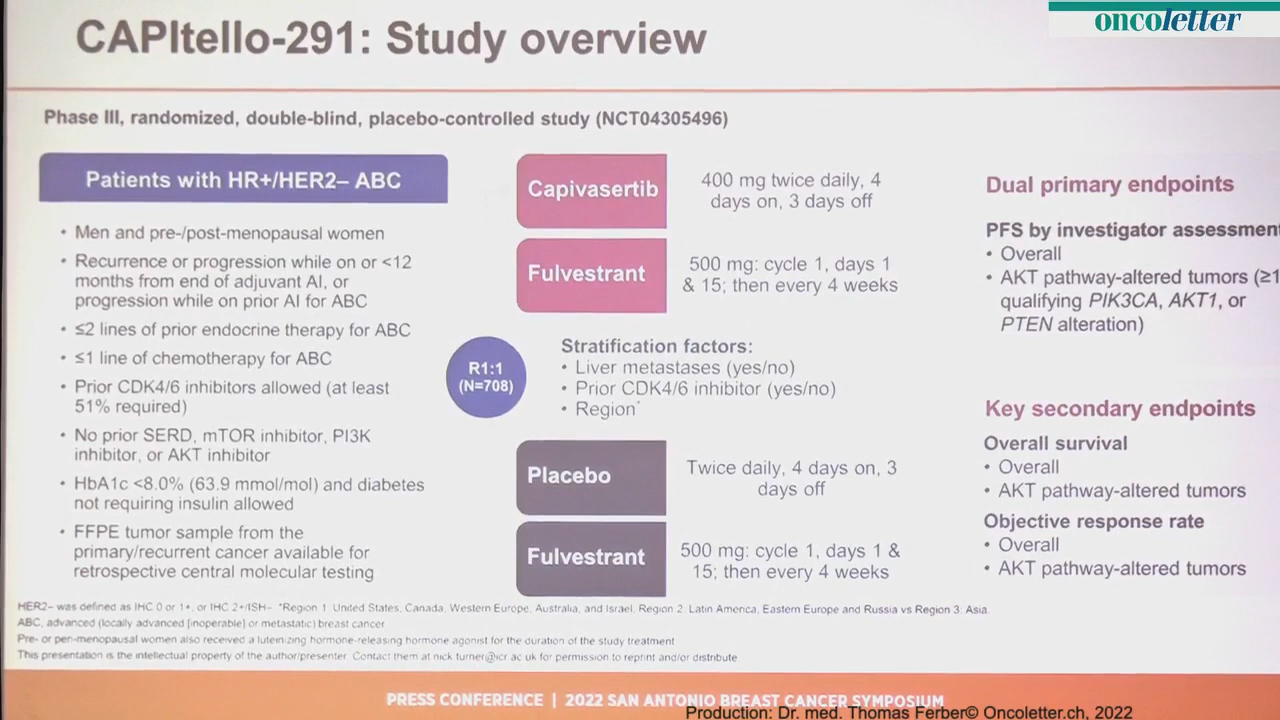 oncoletter
CAPItello-291: Study overview
Phase III, randomized, double-blind, placebo-controlled study (NCT04305496)
Patients with HR+/HER2– ABC
• Men and pre-/post-menopausal women
• Recurrence or progression while on or <12
months from end of adjuvant AI, or
progression while on prior AI for ABC
• ≤2 lines of prior endocrine therapy for ABC
• ≤1 line of chemotherapy for ABC
• Prior CDK4/6 inhibitors allowed (at least
51% required)
• No prior SERD, mTOR inhibitor, PI3K
inhibitor, or AKT inhibitor
• HbA1c <8.0% (63.9 mmol/mol) and diabetes
not requiring insulin allowed
• FFPE tumor sample from the
primary/recurrent cancer available for
retrospective central molecular testing
R1:1
(N=708)
Capivasertib
400 mg twice daily, 4
days on, 3 days off
Fulvestrant
500 mg: cycle 1, days 1
& 15; then every 4 weeks
Stratification factors:
• Liver metastases (yes/no)
• Prior CDK4/6 inhibitor (yes/no)
• Region*
Placebo
Twice daily, 4 days on, 3
days off
Fulvestrant
500 mg: cycle 1, days 1 &
15; then every 4 weeks
Dual primary endpoints
PFS by investigator assessment
• Overall
• AKT pathway-altered tumors (≥1
qualifying PIK3CA, AKT1, or
PTEN alteration)
Key secondary endpoints
Overall survival
• Overall
• AKT pathway-altered tumors
Objective response rate
• Overall
• AKT pathway-altered tumors
HER2– was defined as IHC 0 or 1+, or IHC 2+/ISH– *Region 1: United States, Canada, Western Europe, Australia, and Israel, Region 2: Latin America, Eastern Europe and Russia vs Region 3: Asia.
ABC, advanced (locally advanced [inoperable] or metastatic) breast cancer
Pre- or peri-menopausal women also received a luteinizing hormone-releasing hormone agonist for the duration of the study treatment
This presentation is the intellectual property of the author/presenter. Contact them at nick.turner@icr.ac.uk for permission to reprint and/or distribute
PRESS CONFERENCE | 2022 SAN ANTONIO BREAST CANCER SYMPOSIUM
Production: Dr. med. Thomas Ferber© Oncoletter.ch, 2022